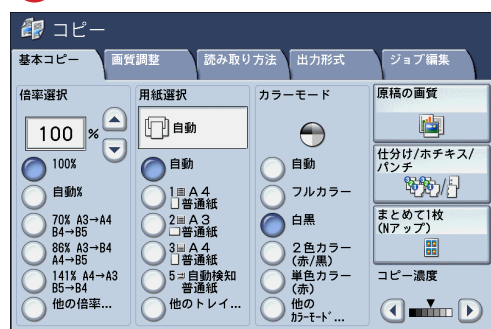 コピー
基本コピー 画質調整 読み取り方法 出力形式 ジョブ編集
倍率選択
100 %
100%
自動%
70% A3→A4
B4→B5
86% A3→B4
A4→B5
141% A4→A3
B5→B4
他の倍率...
用紙選択
自動
自動
1 A4
普通紙
2 A3
普通紙
3 A4
普通紙
5 自動検知
普通紙
他のトレイ...
カラーモード
自動
フルカラー
白黒
2色カラー
(赤/黒)
単色カラー
(赤)
他の
ｶﾗｰﾓｰﾄﾞ...
原稿の画質
仕分け/ホチキス/
パンチ
まとめて1枚
(Nアップ)
コピー濃度